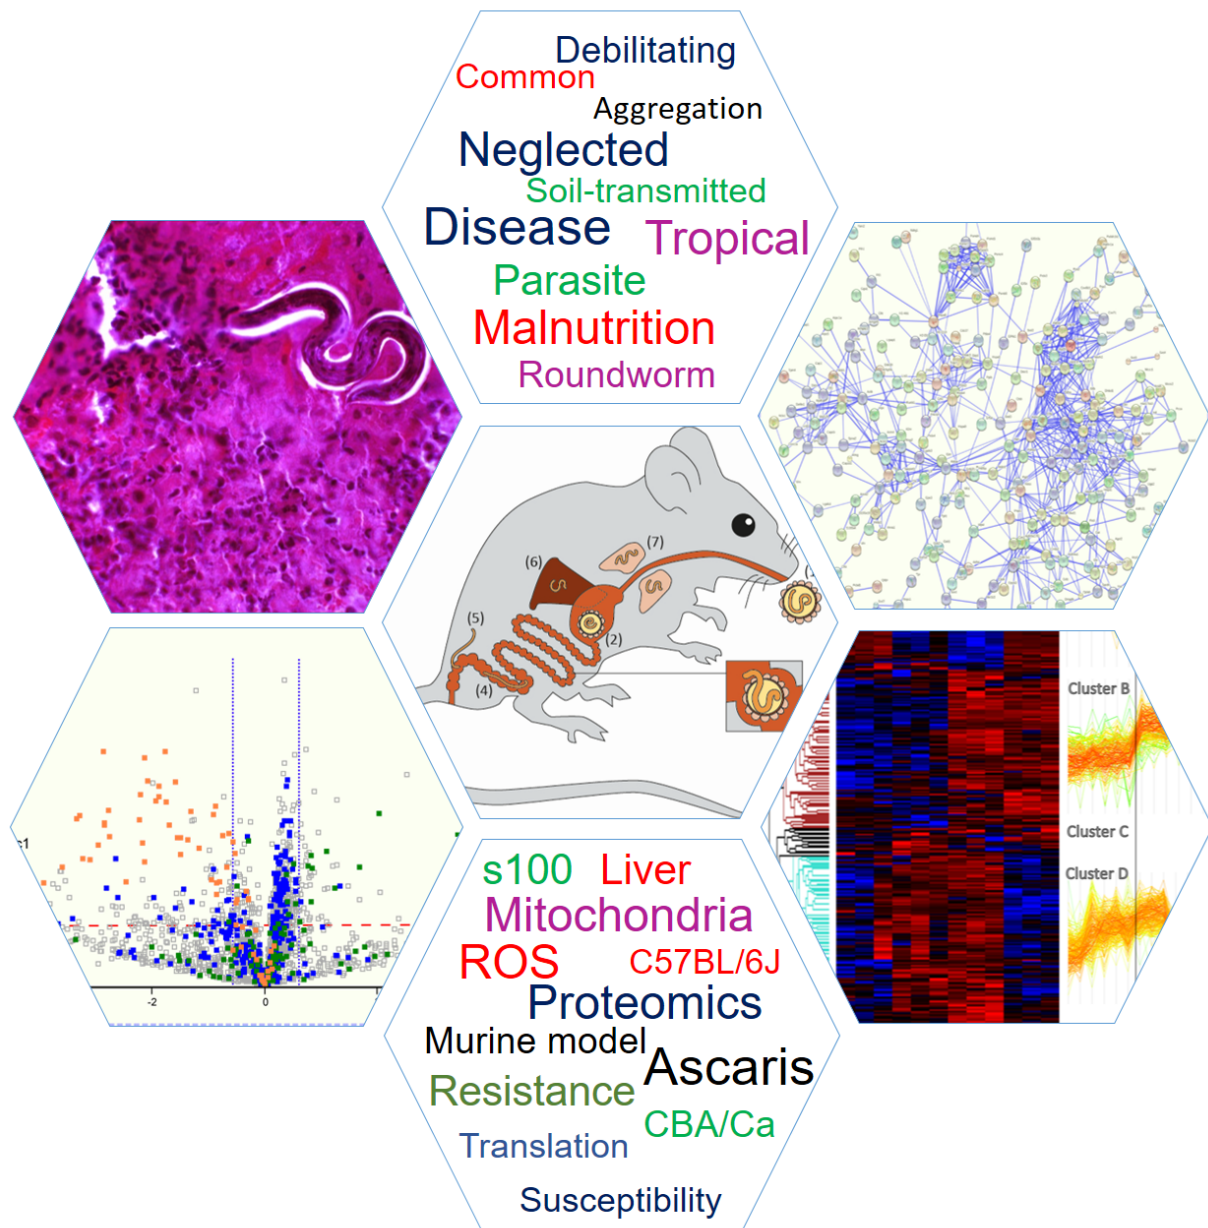 Debilitating
Common
Aggregation
Neglected
Soil-transmitted
Disease
Tropical
Parasite
Malnutrition
Roundworm
(7)
(6)
(5)
(2)
(4)
Cluster B
Cluster C
Cluster D
-2
0
s100 Liver
Mitochondria
ROS
C57BL/6J
Proteomics
Murine model
Ascaris
Resistance
CBA/Ca
Translation
Susceptibility